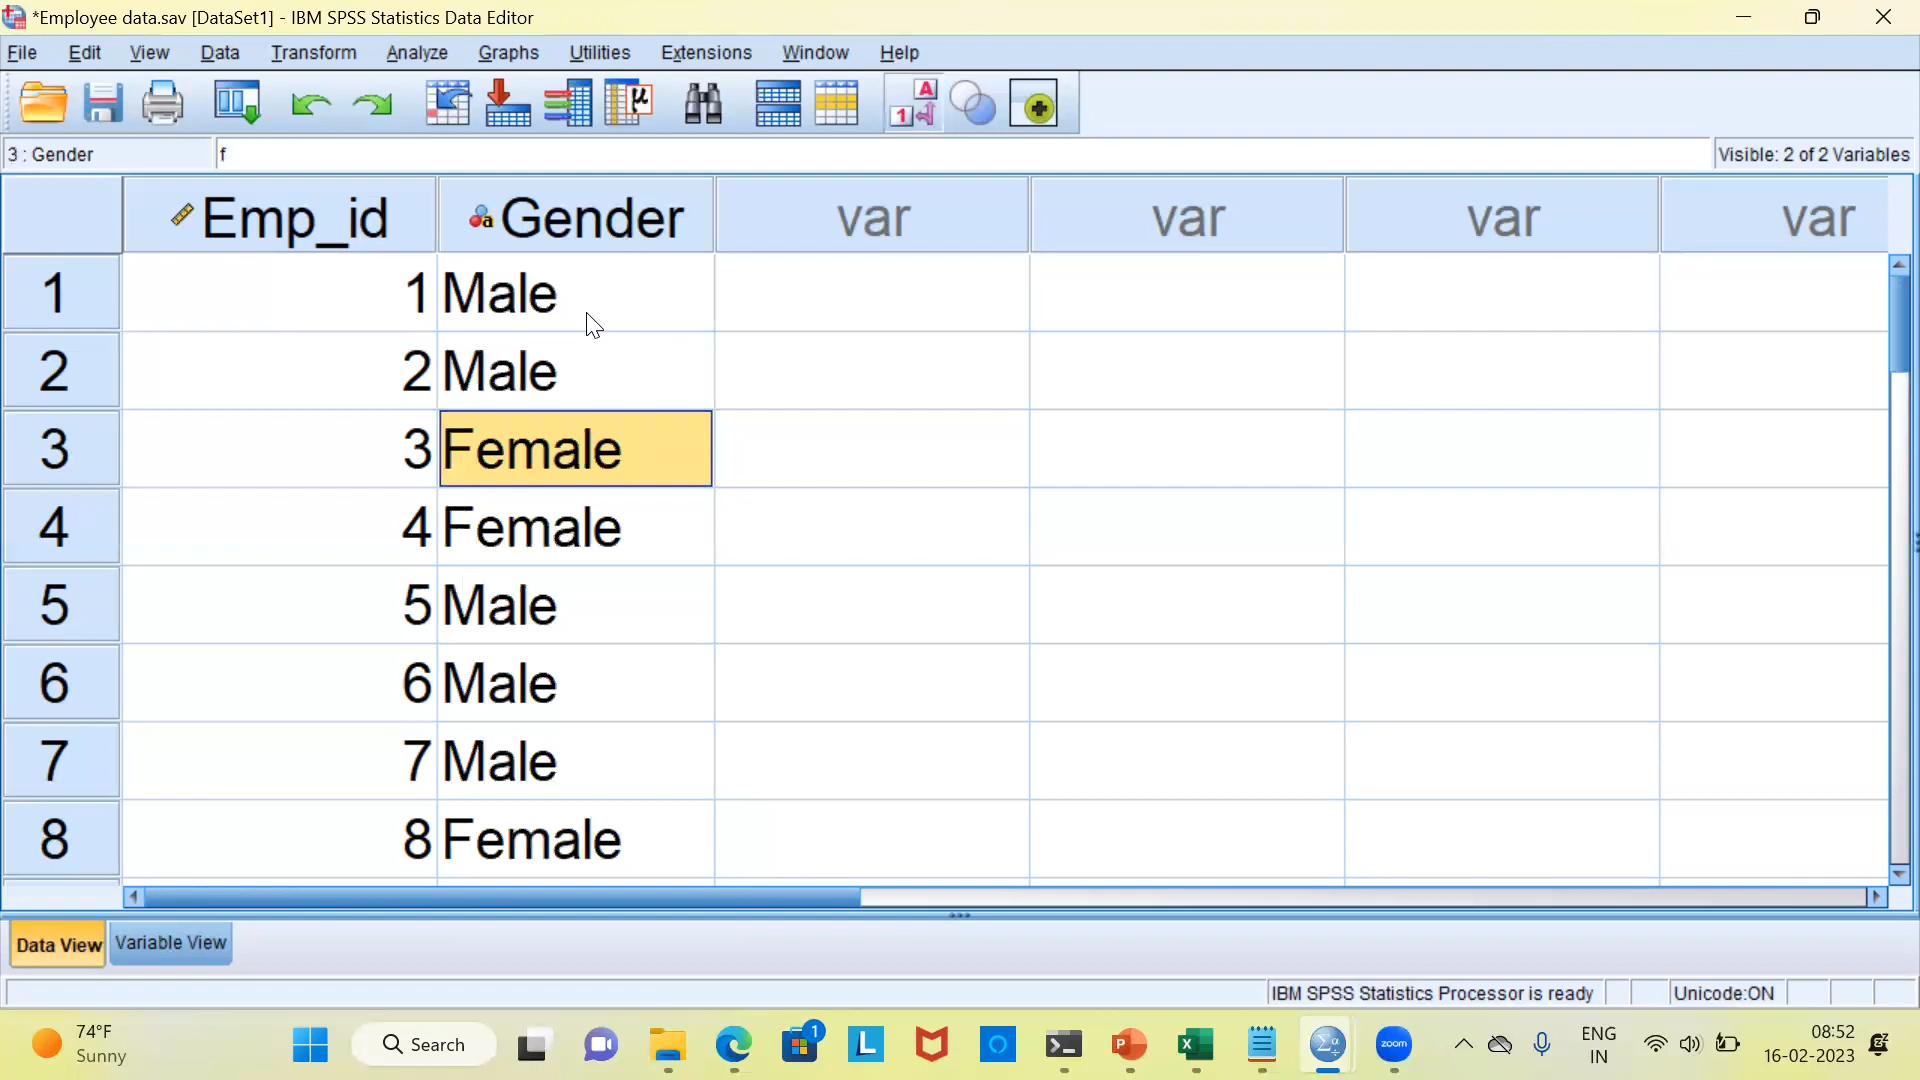 *Employee data.sav [DataSet1] - IBM SPSS Statistics Data Editor
File Edit View Data Transform Analyze Graphs Utilities Extensions Window Help
μ A 1
3 : Gender f Visible: 2 of 2 Variables
Emp_id Gender var var var var
1 1 Male
2 2 Male
3 3 Female
4 4 Female
5 5 Male
6 6 Male
7 7 Male
8 8 Female
Data View Variable View
IBM SPSS Statistics Processor is ready Unicode:ON
74°F
Sunny
Search
1
L
zoom
ENG
IN
08:52
16-02-2023